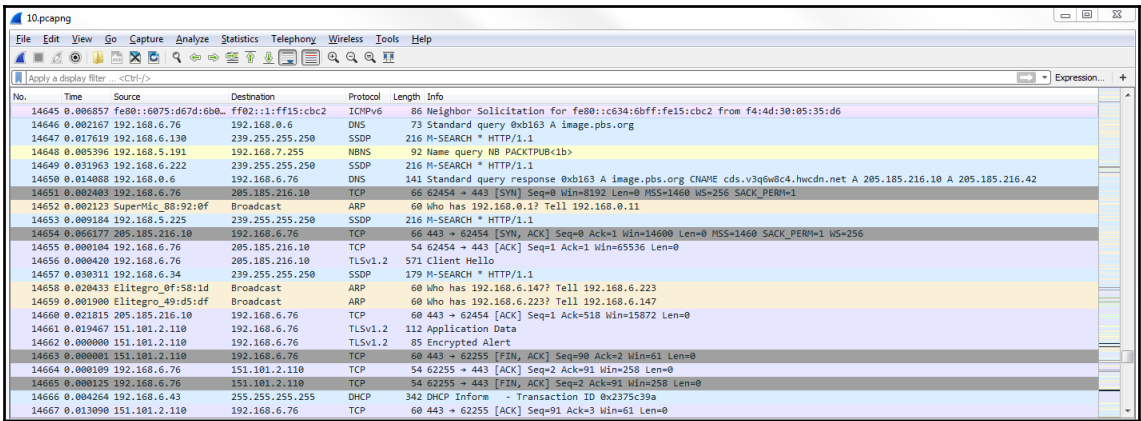 10.pcapng
File Edit View Go Capture Analyze Statistics Telephony Wireless Tools Help
Apply a display filter ... <Ctrl-/> Expression... +
No. Time Source Destination Protocol Length Info
14645 0.006857 fe80::6075:d67d:6b0… ff02::1:ff15:cbc2 ICMPv6 86 Neighbor Solicitation for fe80::c634:6bff:fe15:cbc2 from f4:4d:30:05:35:d6
14646 0.002167 192.168.6.76 192.168.0.6 DNS 73 Standard query 0xb163 A image.pbs.org
14647 0.017619 192.168.6.130 239.255.255.250 SSDP 216 M-SEARCH * HTTP/1.1
14648 0.005396 192.168.5.191 192.168.7.255 NBNS 92 Name query NB PACKTPUB<1b>
14649 0.031963 192.168.6.222 239.255.255.250 SSDP 216 M-SEARCH * HTTP/1.1
14650 0.014088 192.168.0.6 192.168.6.76 DNS 141 Standard query response 0xb163 A image.pbs.org CNAME cds.v3q6w8c4.hwcdn.net A 205.185.216.10 A 205.185.216.42
14651 0.002403 192.168.6.76 205.185.216.10 TCP 66 62454 → 443 [SYN] Seq=0 Win=8192 Len=0 MSS=1460 WS=256 SACK_PERM=1
14652 0.002123 SuperMic_88:92:0f Broadcast ARP 60 Who has 192.168.0.1? Tell 192.168.0.11
14653 0.009184 192.168.5.225 239.255.255.250 SSDP 216 M-SEARCH * HTTP/1.1
14654 0.066177 205.185.216.10 192.168.6.76 TCP 66 443 → 62454 [SYN, ACK] Seq=0 Ack=1 Win=14600 Len=0 MSS=1460 SACK_PERM=1 WS=256
14655 0.000104 192.168.6.76 205.185.216.10 TCP 54 62454 → 443 [ACK] Seq=1 Ack=1 Win=65536 Len=0
14656 0.000420 192.168.6.76 205.185.216.10 TLSv1.2 571 Client Hello
14657 0.030311 192.168.6.34 239.255.255.250 SSDP 179 M-SEARCH * HTTP/1.1
14658 0.020433 Elitegro_0f:58:1d Broadcast ARP 60 Who has 192.168.6.147? Tell 192.168.6.223
14659 0.001900 Elitegro_49:d5:df Broadcast ARP 60 Who has 192.168.6.223? Tell 192.168.6.147
14660 0.021815 205.185.216.10 192.168.6.76 TCP 60 443 → 62454 [ACK] Seq=1 Ack=518 Win=15872 Len=0
14661 0.019467 151.101.2.110 192.168.6.76 TLSv1.2 112 Application Data
14662 0.000000 151.101.2.110 192.168.6.76 TLSv1.2 85 Encrypted Alert
14663 0.000001 151.101.2.110 192.168.6.76 TCP 60 443 → 62255 [FIN, ACK] Seq=90 Ack=2 Win=61 Len=0
14664 0.000109 192.168.6.76 151.101.2.110 TCP 54 62255 → 443 [ACK] Seq=2 Ack=91 Win=258 Len=0
14665 0.000125 192.168.6.76 151.101.2.110 TCP 54 62255 → 443 [FIN, ACK] Seq=2 Ack=91 Win=258 Len=0
14666 0.004264 192.168.6.43 255.255.255.255 DHCP 342 DHCP Inform - Transaction ID 0x2375c39a
14667 0.013090 151.101.2.110 192.168.6.76 TCP 60 443 → 62255 [ACK] Seq=91 Ack=3 Win=61 Len=0